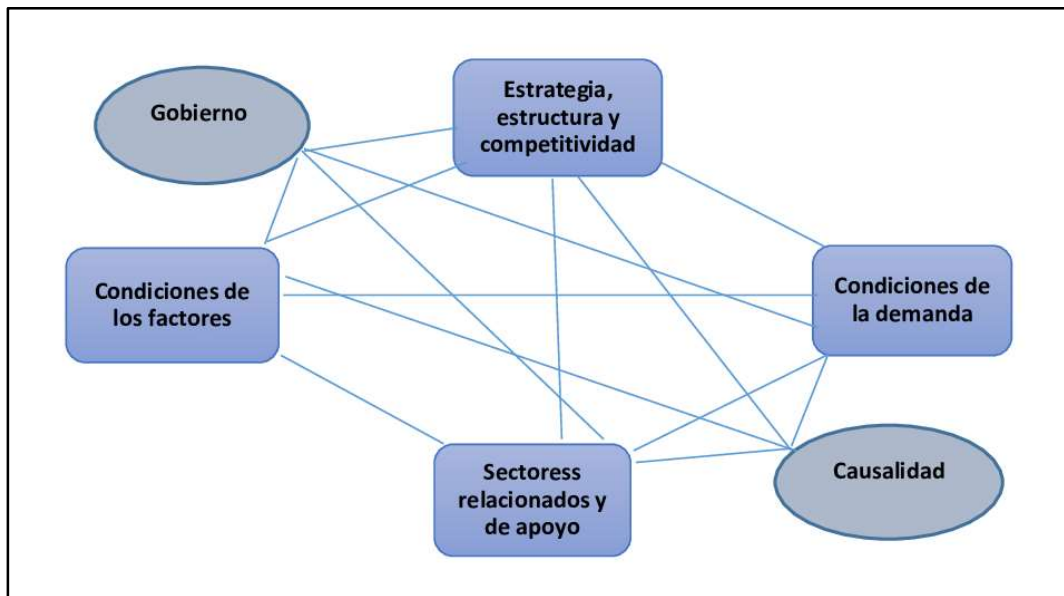 Gobierno
Estrategia,
estructura y
competitividad
Condiciones de
los factores
Condiciones de
la demanda
Sectoress
relacionados y
de apoyo
Causalidad